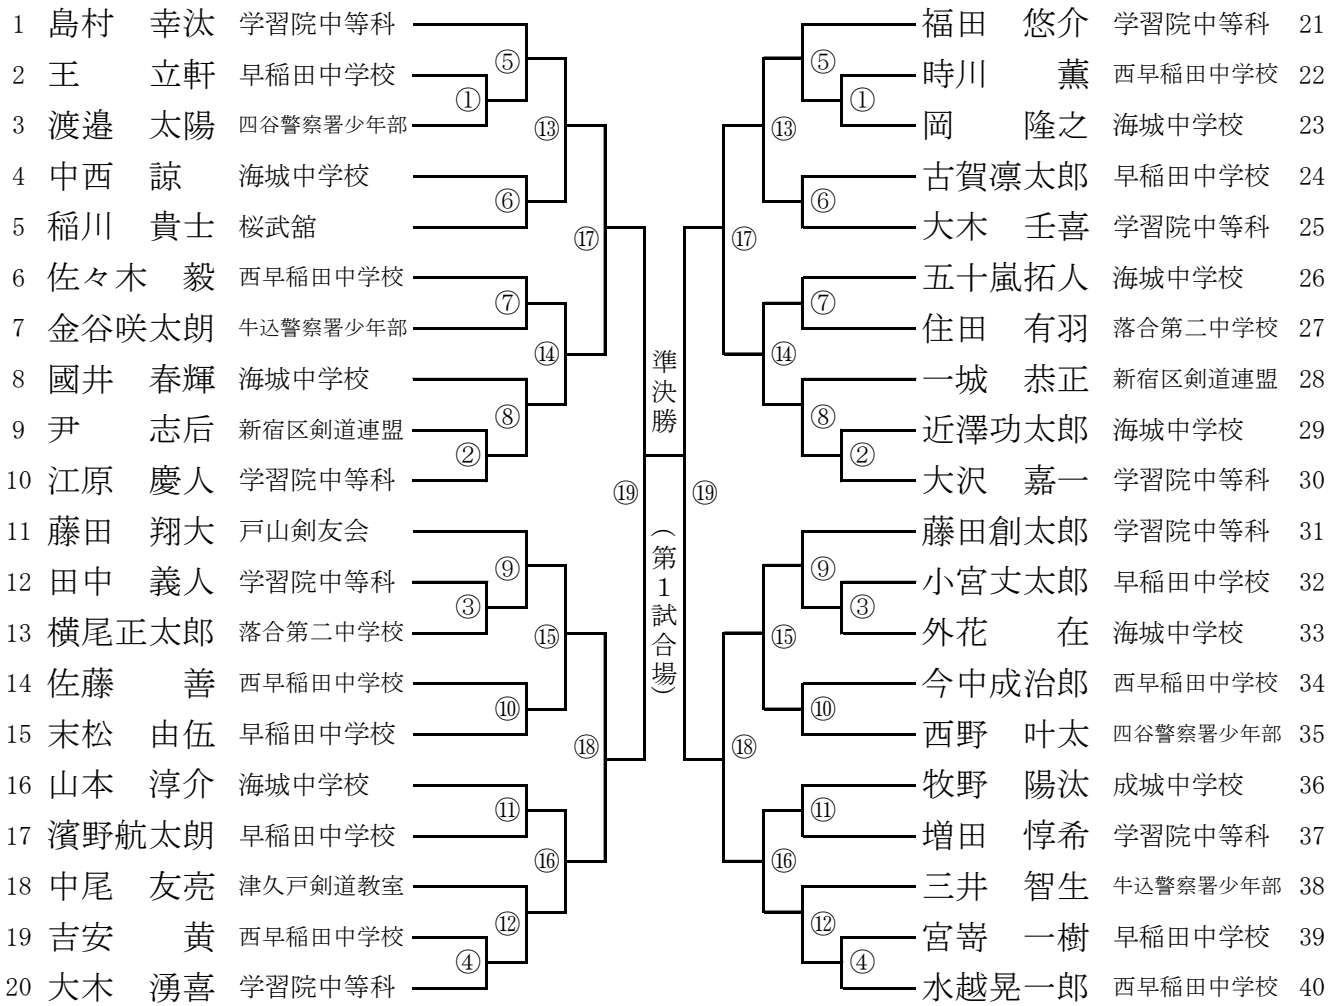 1 島村 幸汰 学習院中等科
2 王 立軒 早稲田中学校
3 渡邉 太陽 四谷警察署少年部
4 中西 諒 海城中学校
5 稲川 貴士 桜武舘
6 佐々木 毅 西早稲田中学校
7 金谷咲太朗 牛込警察署少年部
8 國井 春輝 海城中学校
9 尹 志后 新宿区剣道連盟
10 江原 慶人 学習院中等科
11 藤田 翔大 戸山剣友会
12 田中 義人 学習院中等科
13 横尾正太郎 落合第二中学校
14 佐藤 善 西早稲田中学校
15 末松 由伍 早稲田中学校
16 山本 淳介 海城中学校
17 濱野航太朗 早稲田中学校
18 中尾 友亮 津久戸剣道教室
19 吉安 黄 西早稲田中学校
20 大木 湧喜 学習院中等科
⑤
①
⑬
⑥
⑰
⑦
⑭
⑧
②
⑲
⑨
③
⑮
⑩
⑱
⑪
⑯
⑫
④
準決勝
(第1試合場)
⑤
①
⑬
⑥
⑰
⑦
⑭
⑧
②
⑲
⑨
③
⑮
⑩
⑱
⑪
⑯
⑫
④
福田 悠介 学習院中等科 21
時川 薫 西早稲田中学校 22
岡 隆之 海城中学校 23
古賀凛太郎 早稲田中学校 24
大木 壬喜 学習院中等科 25
五十嵐拓人 海城中学校 26
住田 有羽 落合第二中学校 27
一城 恭正 新宿区剣道連盟 28
近澤功太郎 海城中学校 29
大沢 嘉一 学習院中等科 30
藤田創太郎 学習院中等科 31
小宮丈太郎 早稲田中学校 32
外花 在 海城中学校 33
今中成治郎 西早稲田中学校 34
西野 叶太 四谷警察署少年部 35
牧野 陽汰 成城中学校 36
増田 惇希 学習院中等科 37
三井 智生 牛込警察署少年部 38
宮嵜 一樹 早稲田中学校 39
水越晃一郎 西早稲田中学校 40